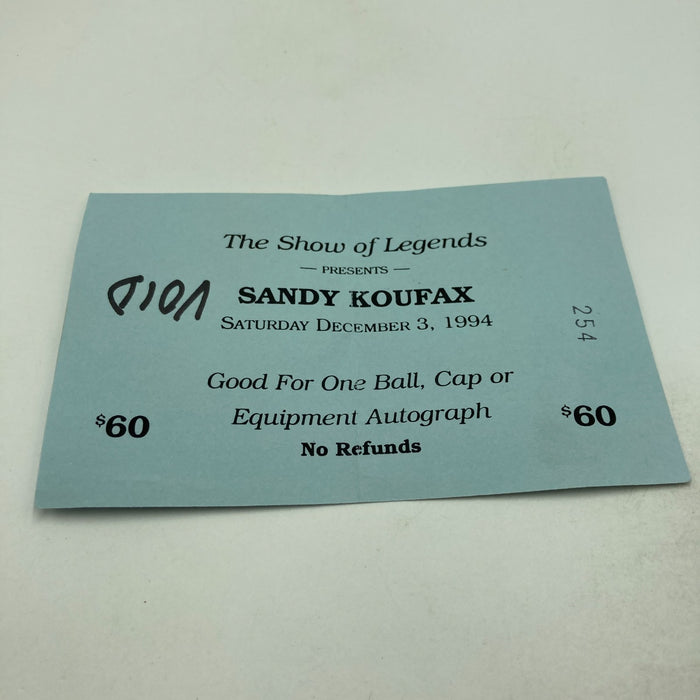 The Show of Legends
— PRESENTS —
VOID
SANDY KOUFAX
SATURDAY DECEMBER 3, 1994
254
Good For One Ball, Cap or
Equipment Autograph
$60
$60
No Refunds